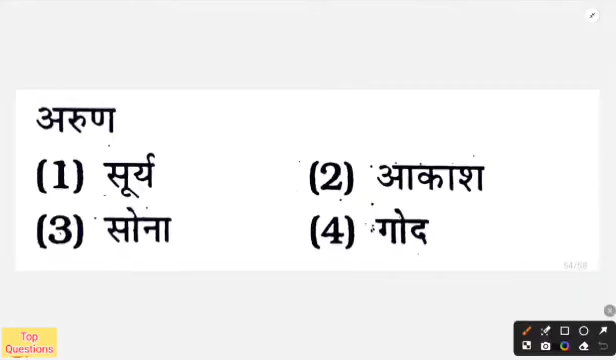 अरुण
(1) सूर्य (2) आकाश
(3) सोना (4) गोद
54/58
Top
Questions